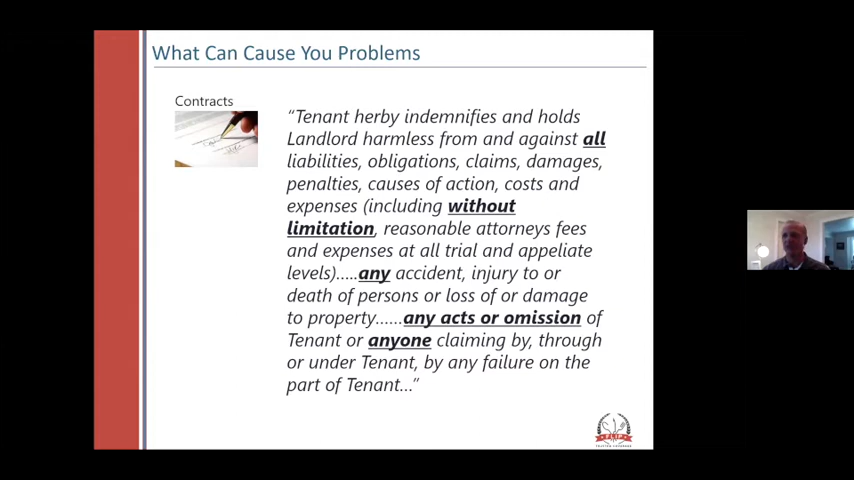 What Can Cause You Problems
Contracts
“Tenant herby indemnifies and holds
Landlord harmless from and against all
liabilities, obligations, claims, damages,
penalties, causes of action, costs and
expenses (including without
limitation, reasonable attorneys fees
and expenses at all trial and appeliate
levels)…..any accident, injury to or
death of persons or loss of or damage
to property……any acts or omission of
Tenant or anyone claiming by, through
or under Tenant, by any failure on the
part of Tenant…”
FLIP